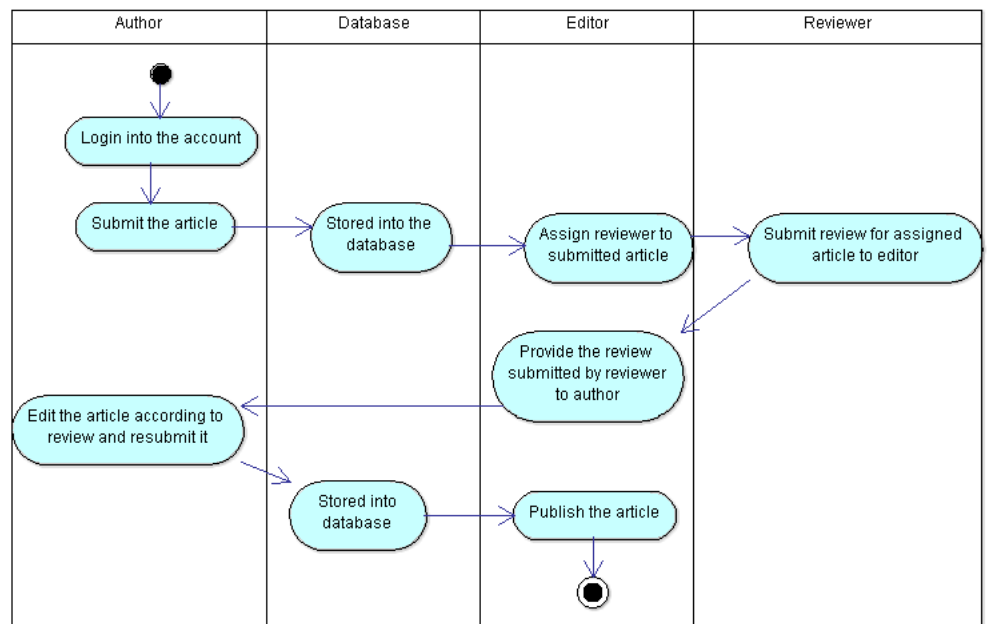 Author
Database
Editor
Reviewer
Login into the account
Submit the article
Stored into the
database
Assign reviewer to
submitted article
Submit review for assigned
article to editor
Provide the review
submitted by reviewer
to author
Edit the article according to
review and resubmit it
Stored into
database
Publish the article